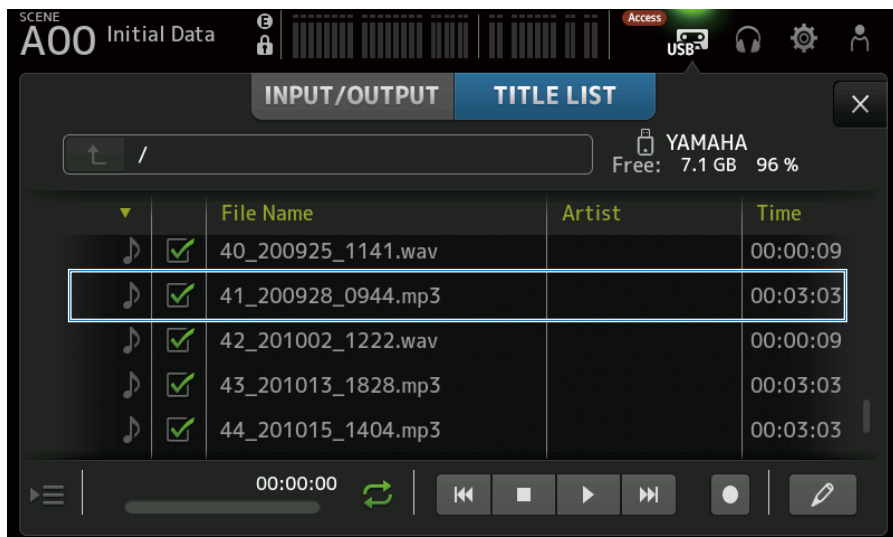 SCENE
A00 Initial Data
E
Access
USB
INPUT/OUTPUT
TITLE LIST
/
YAMAHA
Free: 7.1 GB 96 %
File Name Artist Time
40_200925_1141.wav 00:00:09
41_200928_0944.mp3 00:03:03
42_201002_1222.wav 00:00:09
43_201013_1828.mp3 00:03:03
44_201015_1404.mp3 00:03:03
00:00:00